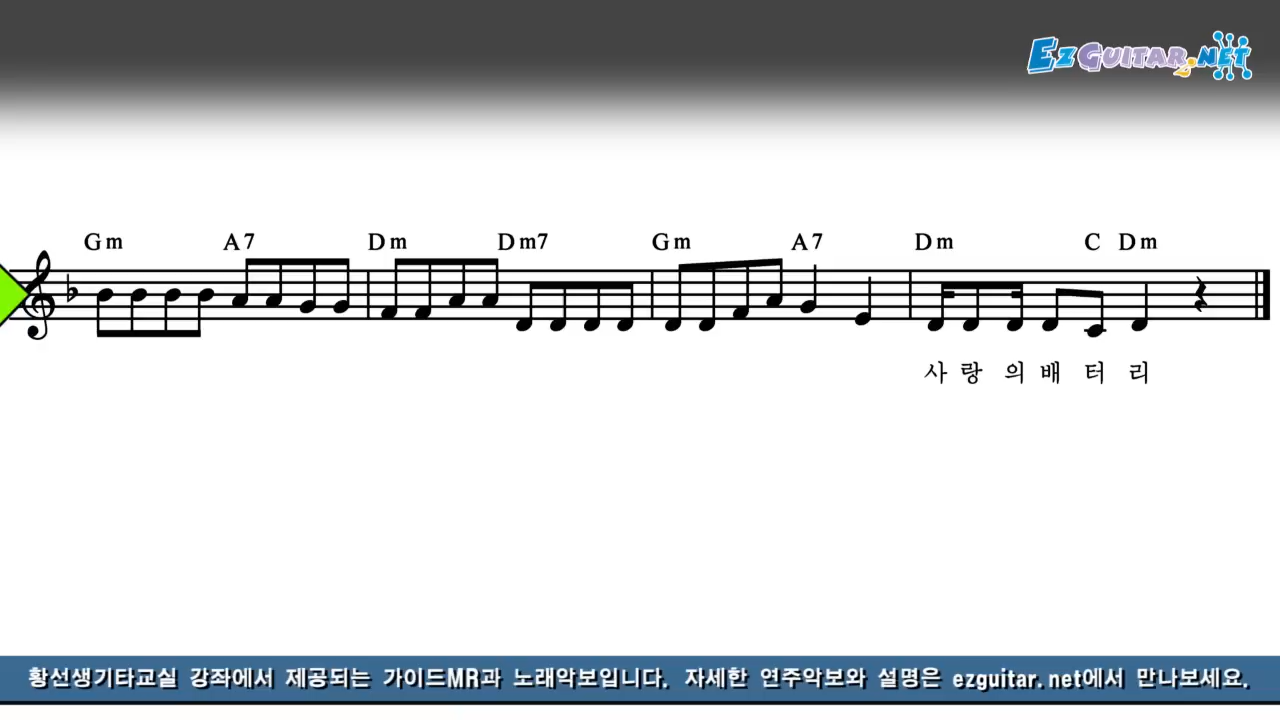 EzGuitar.net
Gm A7 Dm Dm7 Gm A7 Dm C Dm
사 랑 의 배 터 리
황선생기타교실 강좌에서 제공되는 가이드MR과 노래악보입니다. 자세한 연주악보와 설명은 ezguitar.net에서 만나보세요.